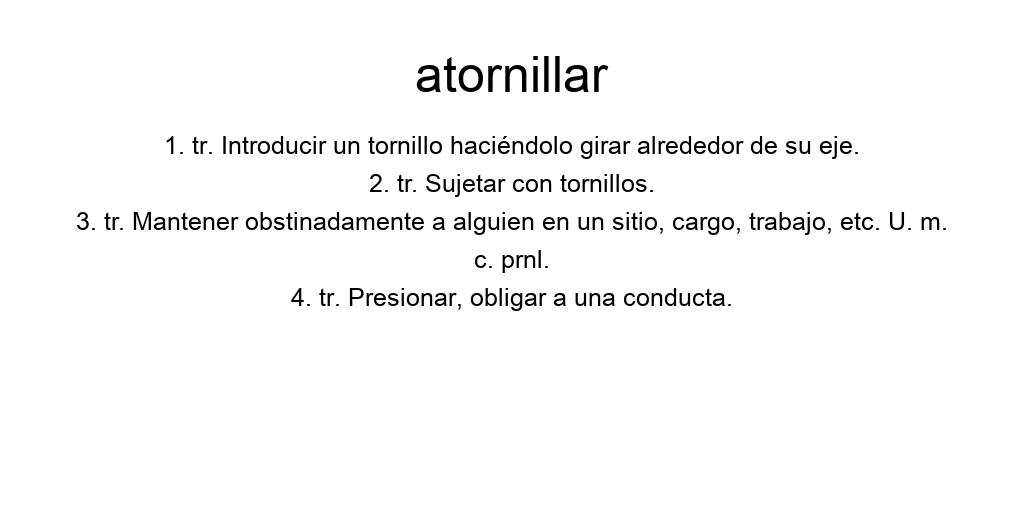 atornillar
1. tr. Introducir un tornillo haciéndolo girar alrededor de su eje.
2. tr. Sujetar con tornillos.
3. tr. Mantener obstinadamente a alguien en un sitio, cargo, trabajo, etc. U. m.
c. prnl.
4. tr. Presionar, obligar a una conducta.